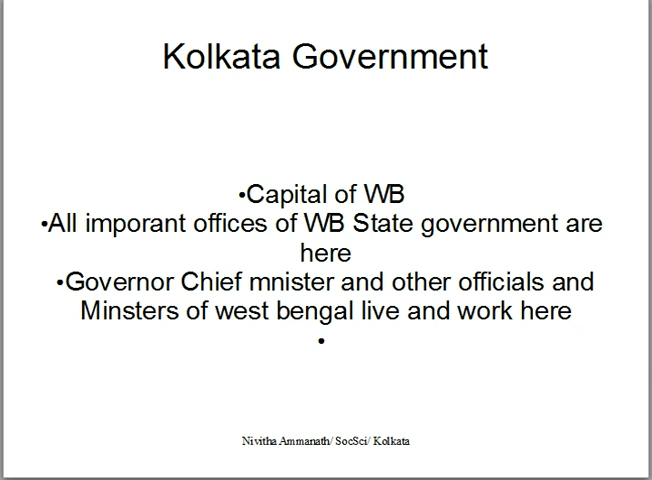 Kolkata Government
•Capital of WB
•All imporant offices of WB State government are
here
•Governor Chief mnister and other officials and
Minsters of west bengal live and work here
•
Nivitha Ammanath/ SocSci/ Kolkata